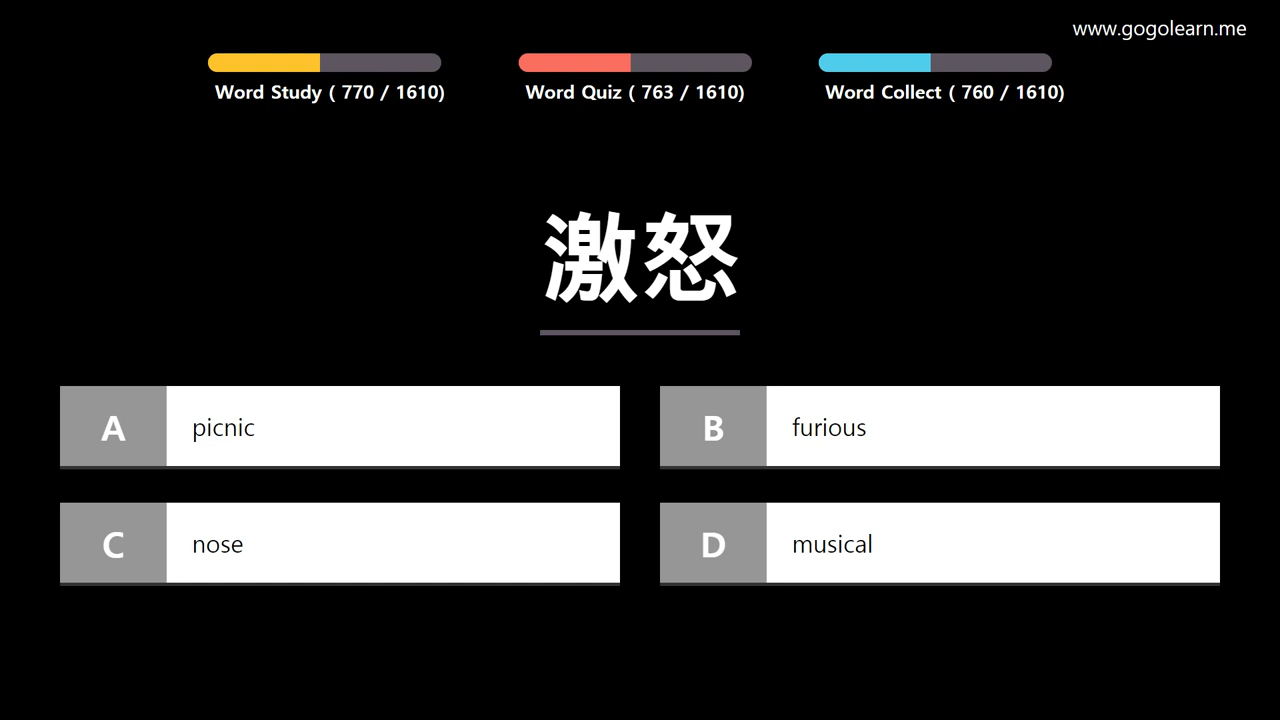 www.gogolearn.me
Word Study ( 770 / 1610)
Word Quiz ( 763 / 1610)
Word Collect ( 760 / 1610)
激怒
A picnic
B furious
C nose
D musical